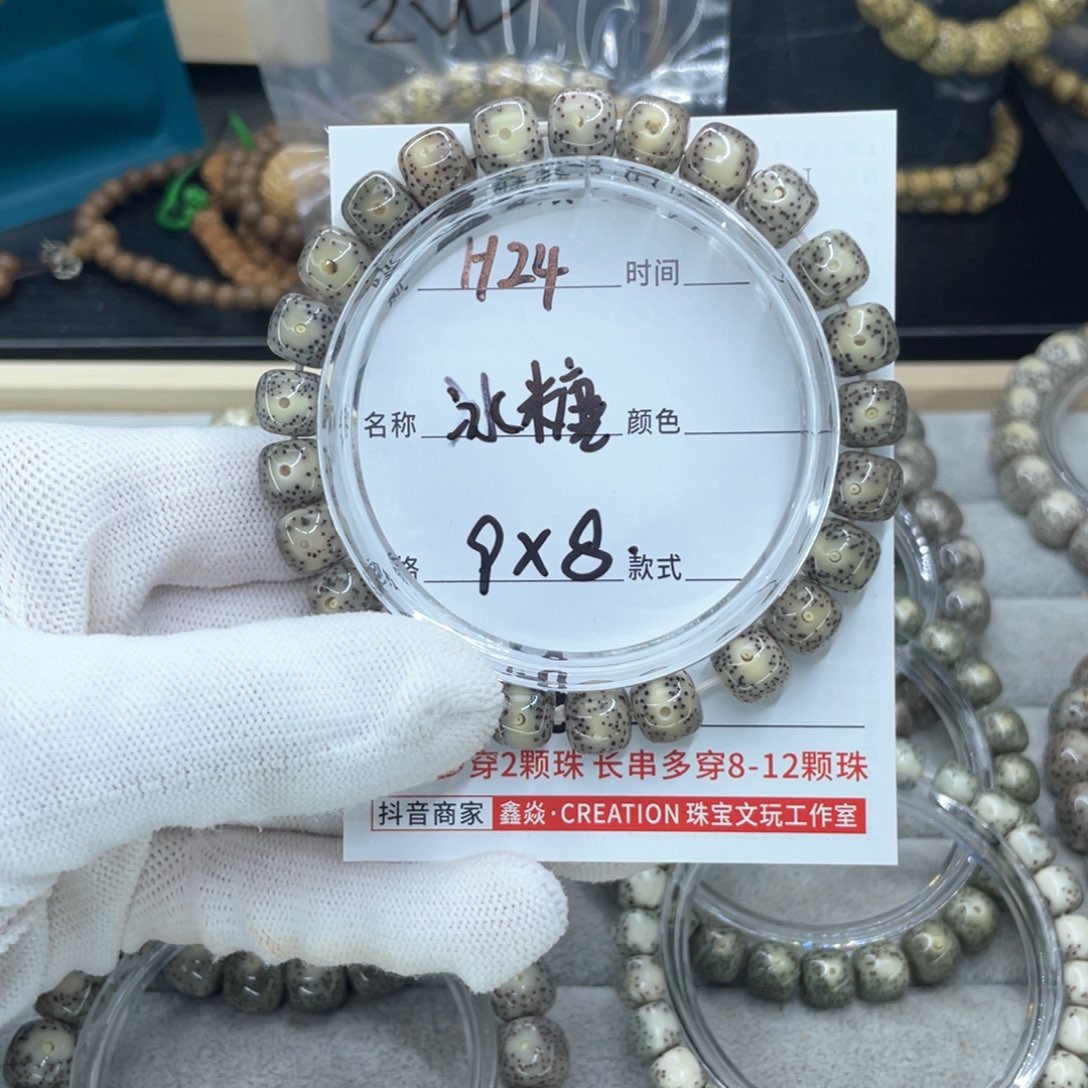 H24 时间
名称 冰糖 颜色
格 9x8. 款式
穿2颗珠 长串多穿8-12颗珠
抖音商家 鑫焱·CREATION 珠宝文玩工作室